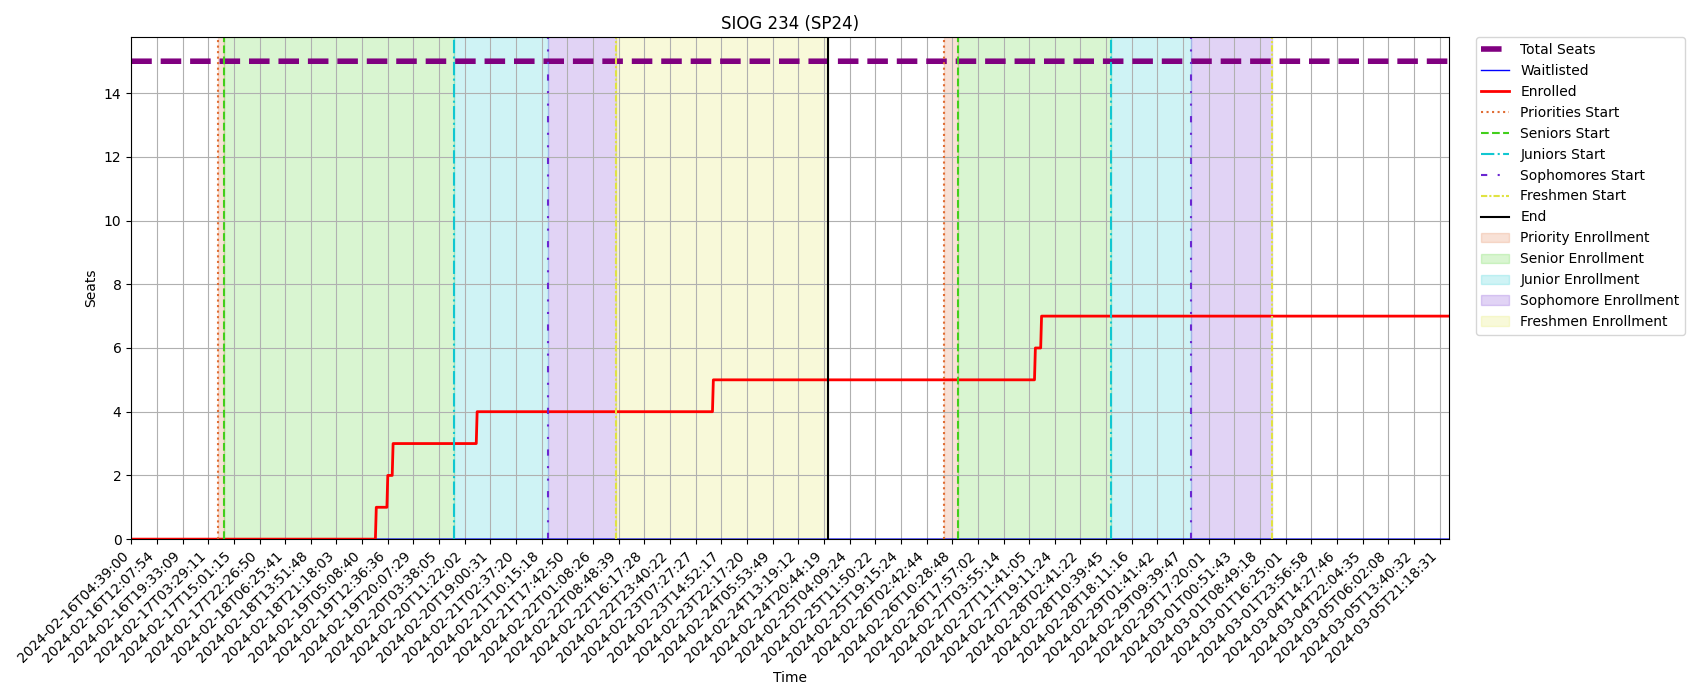 SIOG 234 (SP24)
Seats
14
12
10
8
6
4
2
0
2024-02-16T04:39:00
2024-02-16T12:07:54
2024-02-16T19:33:09
2024-02-17T03:29:11
2024-02-17T15:01:15
2024-02-17T22:26:50
2024-02-18T06:25:41
2024-02-18T13:51:48
2024-02-18T21:18:03
2024-02-19T05:08:40
2024-02-19T12:36:36
2024-02-19T20:07:29
2024-02-20T03:38:05
2024-02-20T11:22:02
2024-02-20T19:00:31
2024-02-21T02:37:20
2024-02-21T10:15:18
2024-02-21T17:42:50
2024-02-22T01:08:26
2024-02-22T08:48:39
2024-02-22T16:17:28
2024-02-22T23:40:22
2024-02-23T07:27:27
2024-02-23T14:52:17
2024-02-23T22:17:20
2024-02-24T05:53:49
2024-02-24T13:19:12
2024-02-24T20:44:19
2024-02-25T04:09:24
2024-02-25T11:50:22
2024-02-25T19:15:24
2024-02-26T02:42:44
2024-02-26T10:28:48
2024-02-26T17:57:02
2024-02-27T03:55:14
2024-02-27T11:41:05
2024-02-27T19:11:24
2024-02-28T02:41:22
2024-02-28T10:39:45
2024-02-28T18:11:16
2024-02-29T01:41:42
2024-02-29T09:39:47
2024-02-29T17:20:01
2024-03-01T00:51:43
2024-03-01T08:49:18
2024-03-01T16:25:01
2024-03-01T23:56:58
2024-03-04T14:27:46
2024-03-04T22:04:35
2024-03-05T06:02:08
2024-03-05T13:40:32
2024-03-05T21:18:31
Time
Total Seats
Waitlisted
Enrolled
Priorities Start
Seniors Start
Juniors Start
Sophomores Start
Freshmen Start
End
Priority Enrollment
Senior Enrollment
Junior Enrollment
Sophomore Enrollment
Freshmen Enrollment